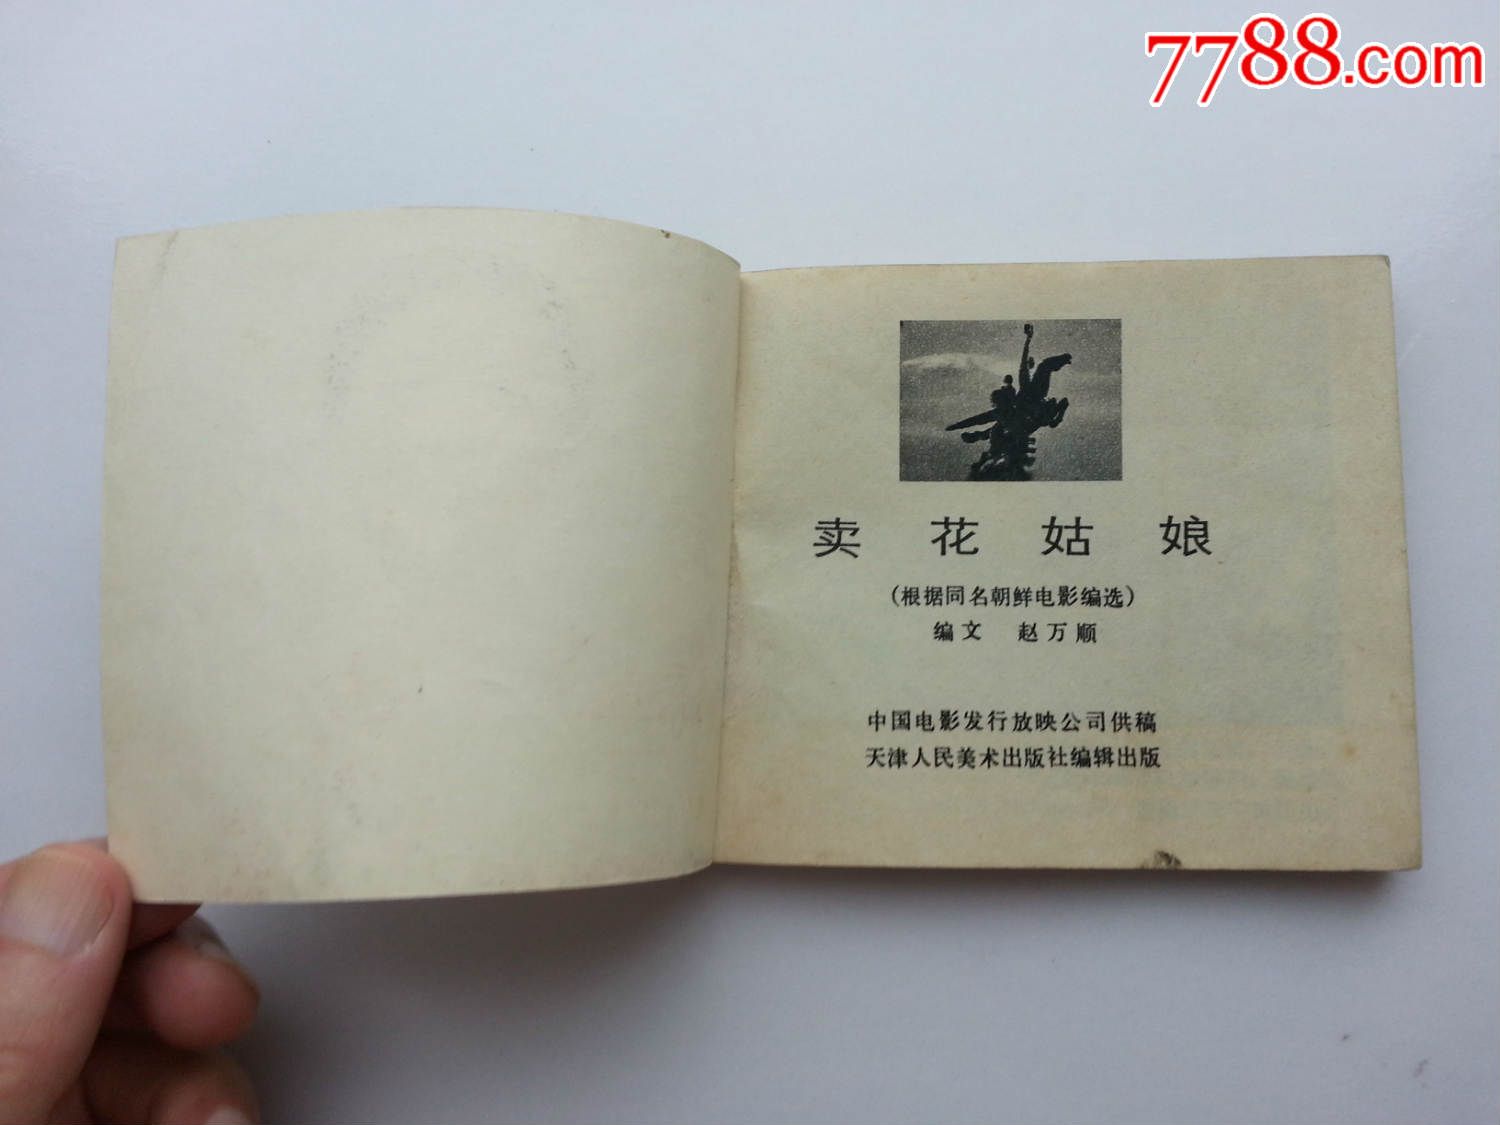 7788.com
卖花姑娘
(根据同名朝鲜电影编选)
编文 赵万顺
中国电影发行放映公司供稿
天津人民美术出版社编辑出版